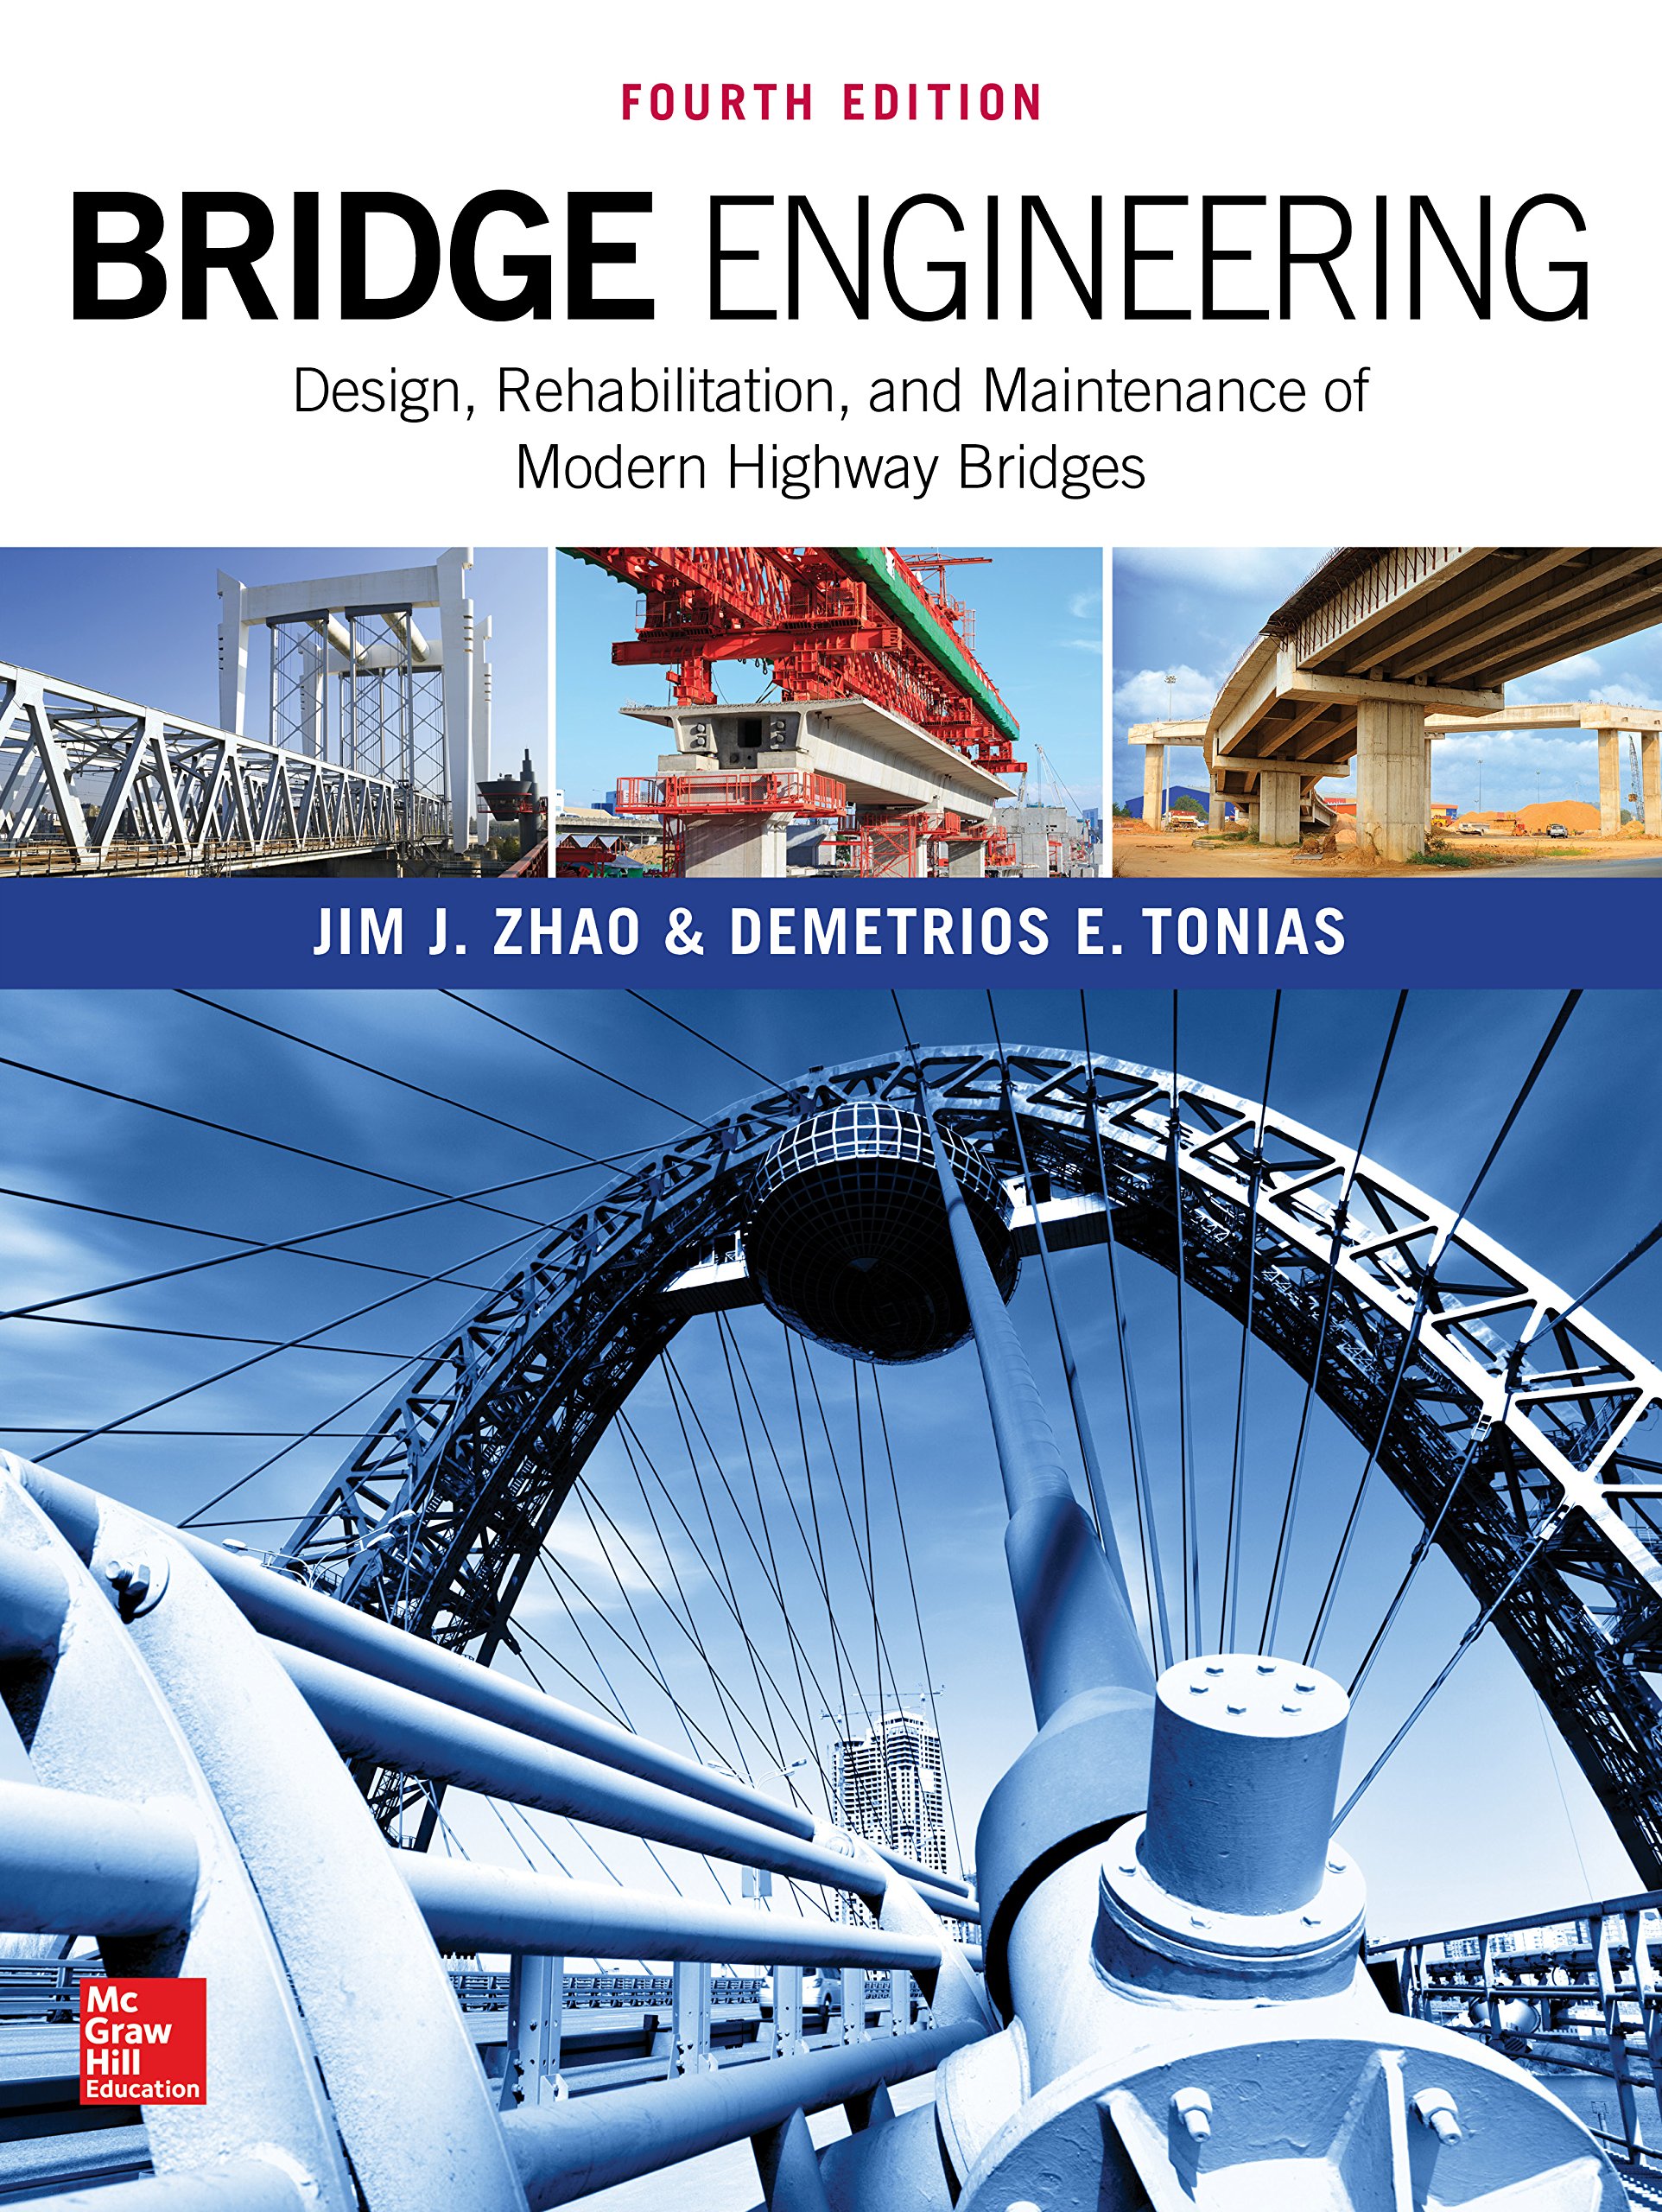 FOURTH EDITION
BRIDGE ENGINEERING
Design, Rehabilitation, and Maintenance of
Modern Highway Bridges
JIM J. ZHAO & DEMETRIOS E. TONIAS
Mc
Graw
Hill
Education